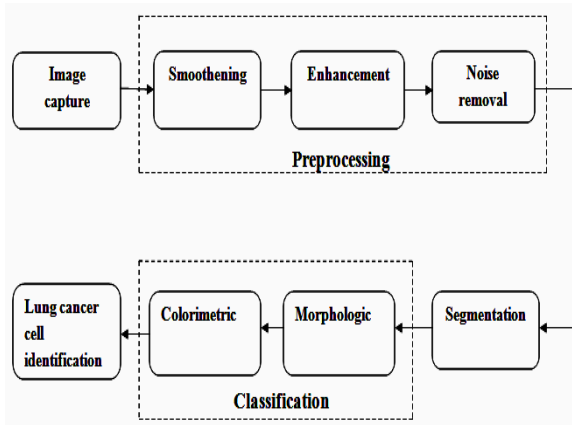 Image
capture
Smoothening
Enhancement
Noise
removal
Preprocessing
Segmentation
Morphologic
Colorimetric
Classification
Lung cancer
cell
identification